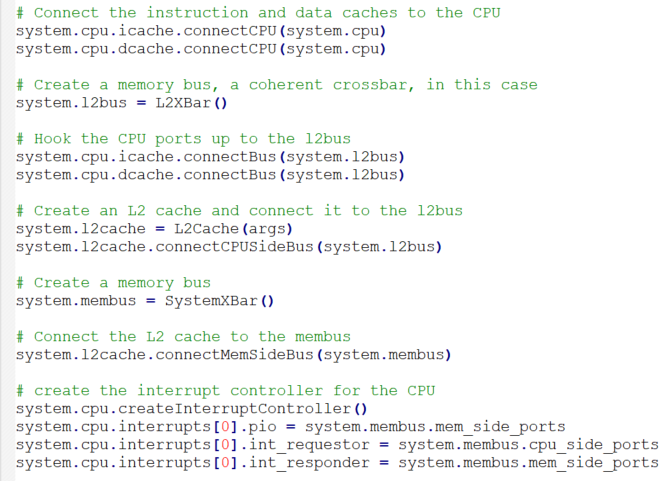 # Connect the instruction and data caches to the CPU
system.cpu.icache.connectCPU(system.cpu)
system.cpu.dcache.connectCPU(system.cpu)
# Create a memory bus, a coherent crossbar, in this case
system.l2bus = L2XBar()
# Hook the CPU ports up to the l2bus
system.cpu.icache.connectBus(system.l2bus)
system.cpu.dcache.connectBus(system.l2bus)
# Create an L2 cache and connect it to the l2bus
system.l2cache = L2Cache(args)
system.l2cache.connectCPUSideBus(system.l2bus)
# Create a memory bus
system.membus = SystemXBar()
# Connect the L2 cache to the membus
system.l2cache.connectMemSideBus(system.membus)
# create the interrupt controller for the CPU
system.cpu.createInterruptController()
system.cpu.interrupts[0].pio = system.membus.mem_side_ports
system.cpu.interrupts[0].int_requestor = system.membus.cpu_side_ports
system.cpu.interrupts[0].int_responder = system.membus.mem_side_ports